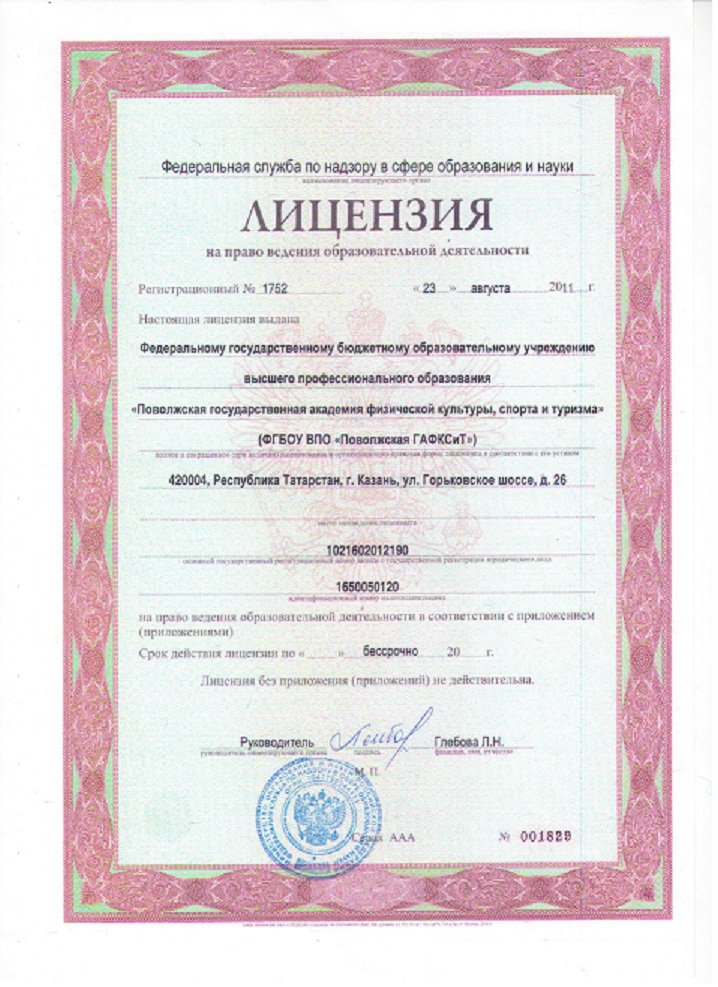 Федеральная служба по надзору в сфере образования и науки
наименование лицензирующего органа
ЛИЦЕНЗИЯ
на право ведения образовательной деятельности
Регистрационный № 1752 « 23 » августа 2011 г.
Настоящая лицензия выдана
Федеральному государственному бюджетному образовательному учреждению
высшего профессионального образования
«Поволжская государственная академия физической культуры, спорта и туризма»
(ФГБОУ ВПО «Поволжская ГАФКСиТ»)
полное и сокращенное (при наличии) наименования и организационно-правовая форма лицензиата в соответствии с его уставом
420004, Республика Татарстан, г. Казань, ул. Горьковское шоссе, д. 26
место нахождения лицензиата
1021602012190
основной государственный регистрационный номер записи о государственной регистрации юридического лица
1650050120
идентификационный номер налогоплательщика
на право ведения образовательной деятельности в соответствии с приложением
(приложениями)
Срок действия лицензии по « » бессрочно 20 г.
Лицензия без приложения (приложений) не действительна.
Руководитель Глебова Л.Н.
руководитель лицензирующего органа подпись фамилия, имя, отчество
М. П.
Серия ААА № 001829